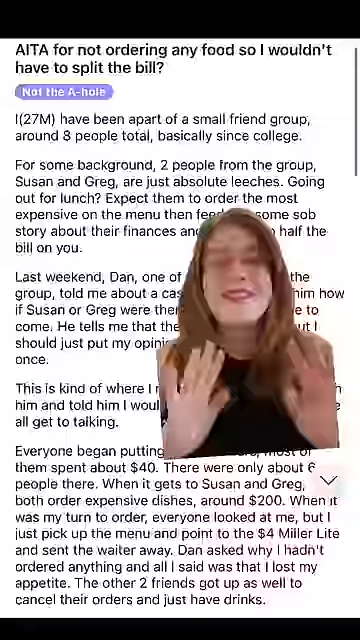 AITA for not ordering any food so I wouldn't
have to split the bill?
Not the A-hole
I(27M) have been apart of a small friend group,
around 8 people total, basically since college.
For some background, 2 people from the group,
Susan and Greg, are just absolute leeches. Going
out for lunch? Expect them to order the most
expensive on the menu then some sob
story about their finances half the
bill on you.
Last weekend, Dan, one of the
group, told me about a him how
if Susan or Greg were to
come. He tells me that the I
should just put my
once.
This is kind of where I
him and told him I
all get to talking.
Everyone began putting most of
them spent about $40. There were only about 6
people there. When it gets to Susan and Greg,
both order expensive dishes, around $200. When it
was my turn to order, everyone looked at me, but I
just pick up the menu and point to the $4 Miller Lite
and sent the waiter away. Dan asked why I hadn't
ordered anything and all I said was that I lost my
appetite. The other 2 friends got up as well to
cancel their orders and just have drinks.